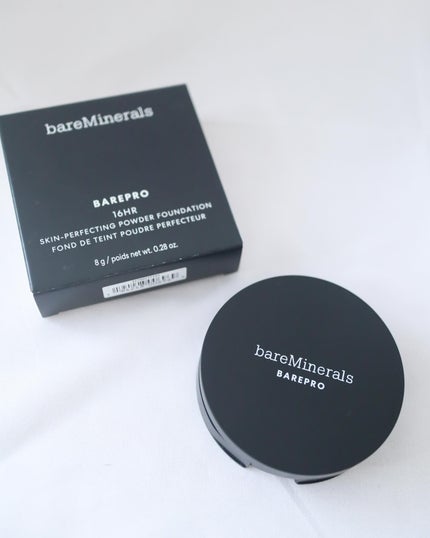 bareMinerals
BAREPRO
16HR
SKIN-PERFECTING POWDER FOUNDATION
FOND DE TEINT POUDRE PERFECTEUR
8 g / poids net wt. 0.28 oz.
bareMinerals
BAREPRO